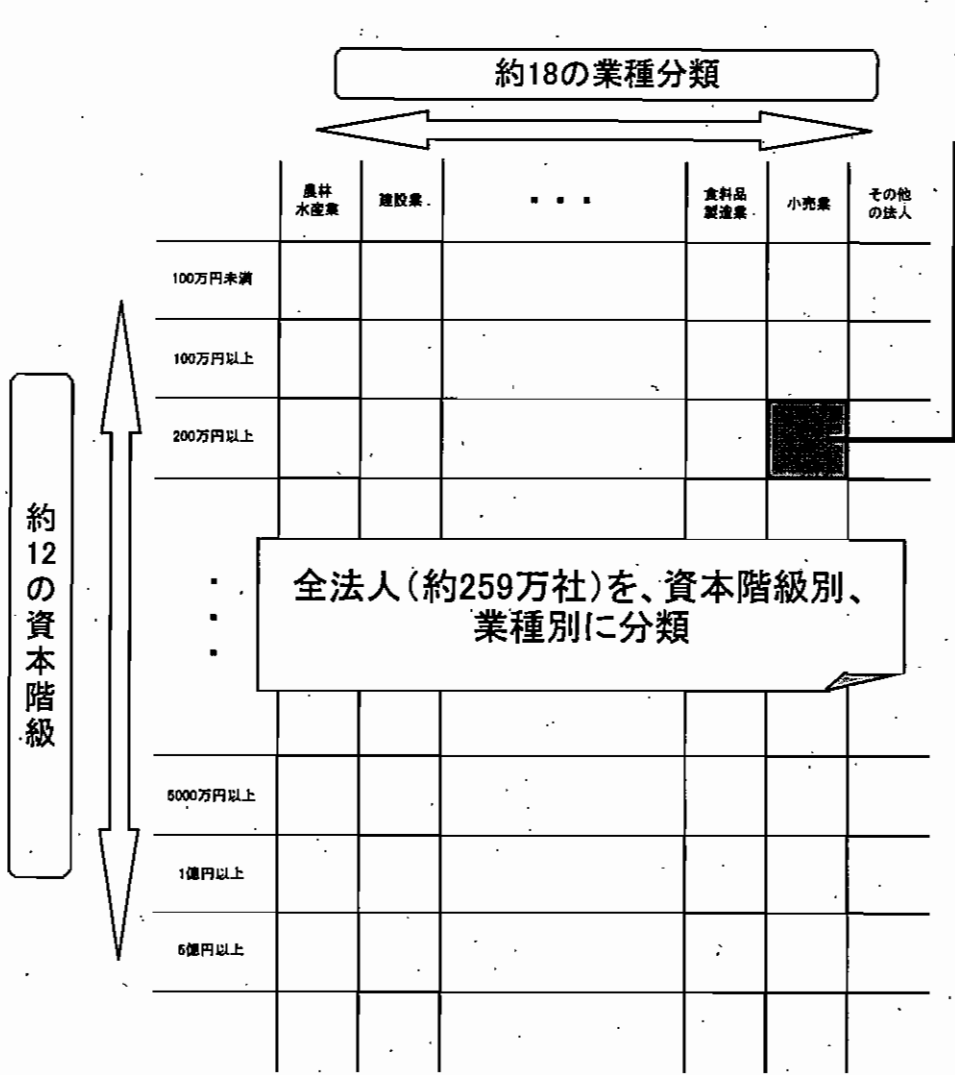 約18の業種分類
農林
水産業
建設業
・・・
食料品
製造業
小売業
その他
の法人
100万円未満
100万円以上
200万円以上
約12の資本階級
・
・
・
全法人(約259万社)を、資本階級別、
業種別に分類
5000万円以上
1億円以上
5億円以上